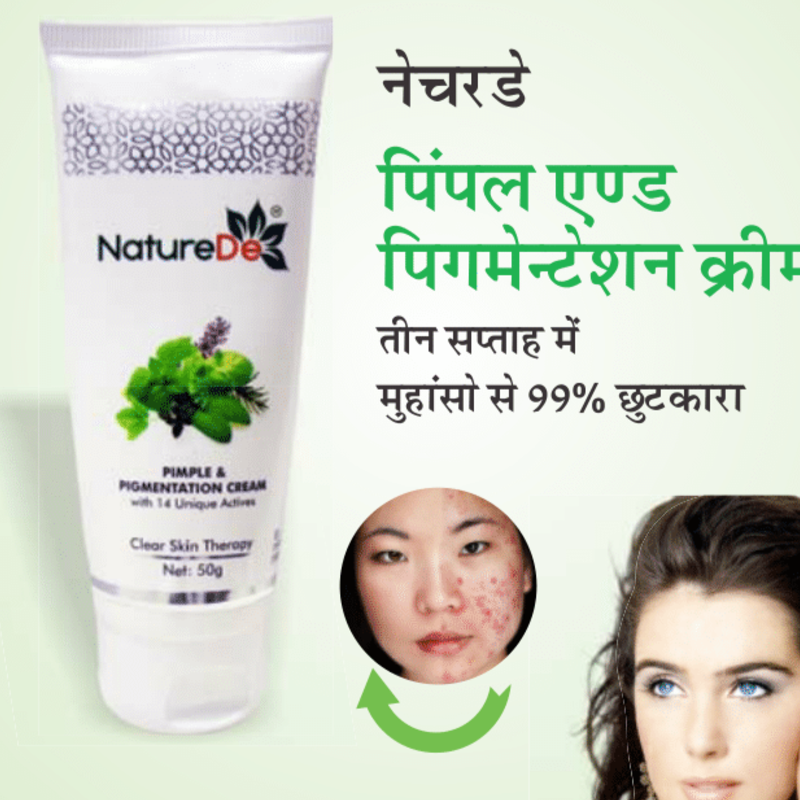 NatureDe®
PIMPLE &
PIGMENTATION CREAM
with 14 Unique Actives
Clear Skin Therapy
Net: 50g
नेचरडे
पिंपल एण्ड
पिगमेन्टेशन क्रीम
तीन सप्ताह में
मुहांसो से 99% छुटकारा